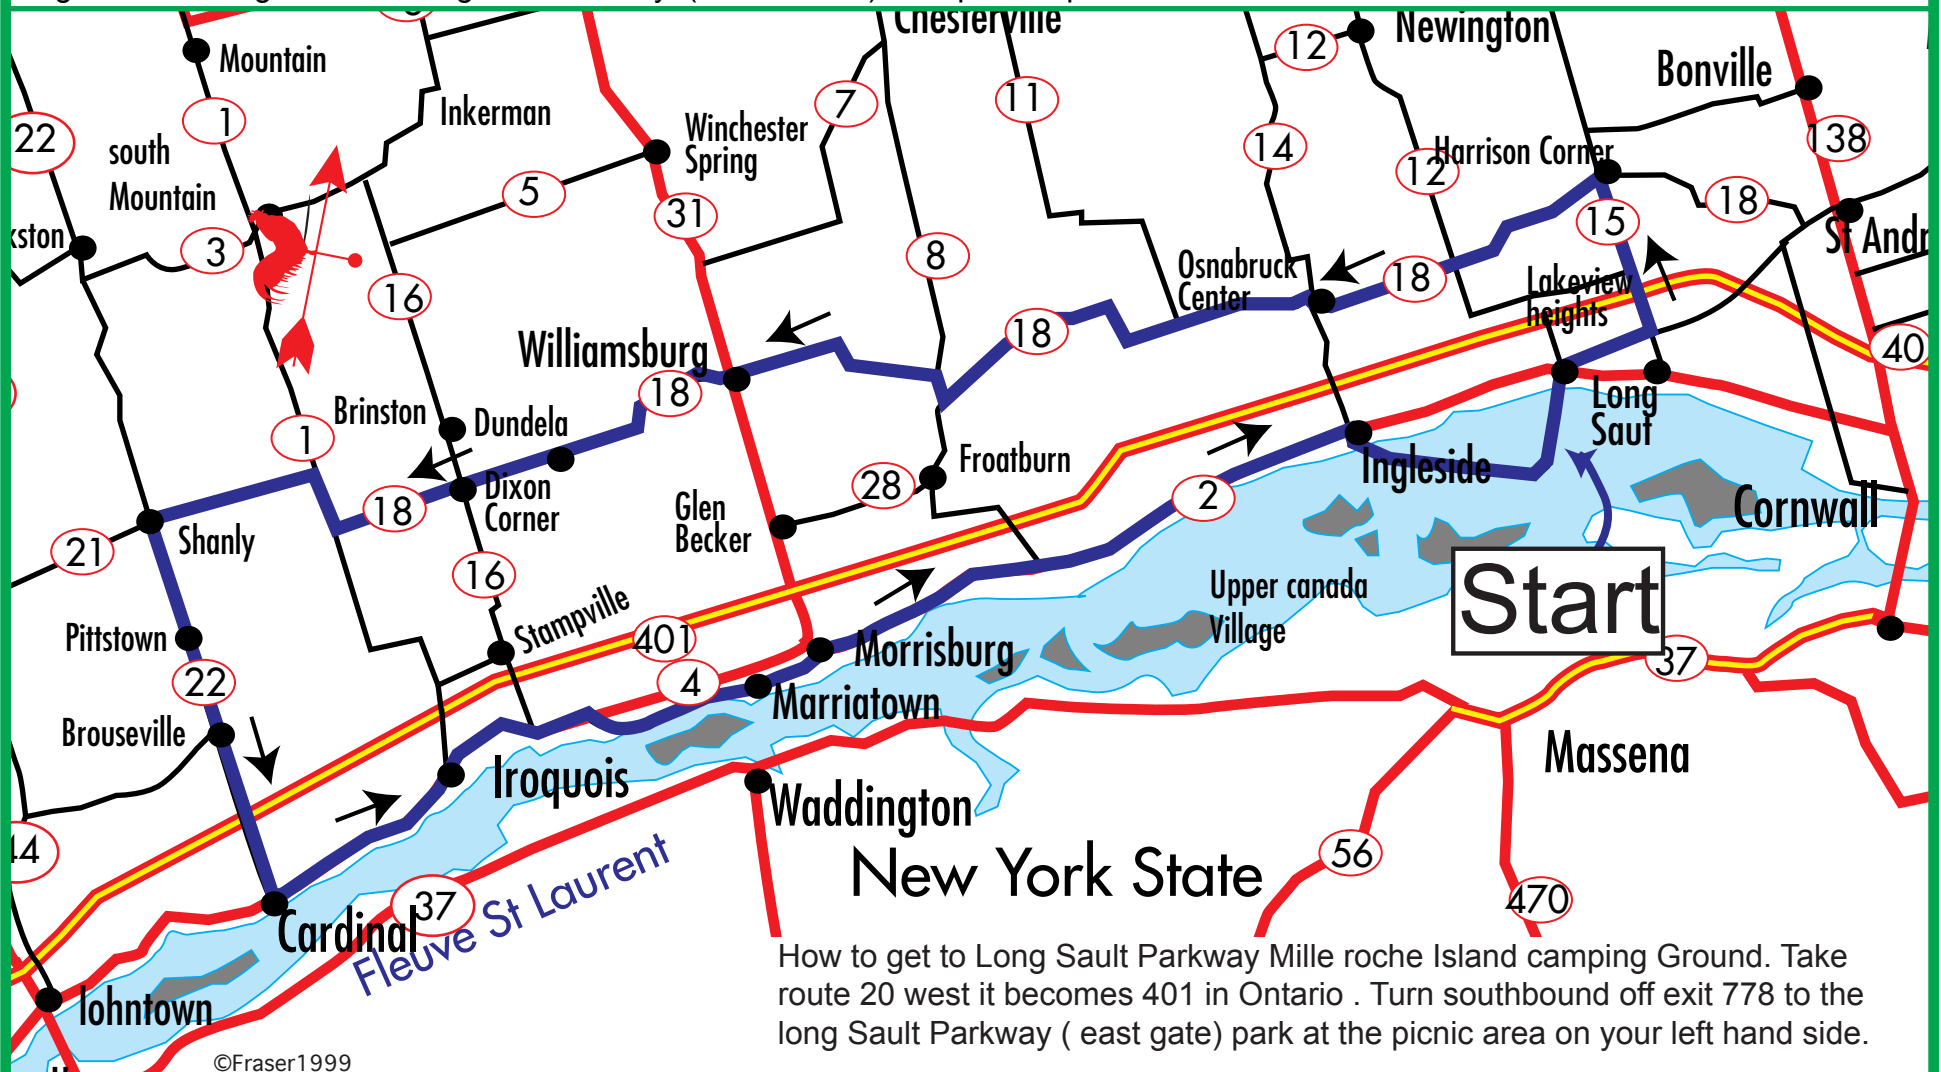 Chesterville
Newington
Mountain
12
Bonville
1
Inkerman
7
11
22
south
Mountain
Winchester
Spring
14
138
Harrison Corner
12
5
31
18
15
3
8
St Andr
16
Osnabruck
Center
18
Lakeview
heights
18
Williamsburg
40
18
Brinston
Dundela
Long
Saut
1
Froatburn
Ingleside
28
2
Dixon
Corner
18
Glen
Becker
Cornwall
21
Shanly
16
Upper canada
Village
Start
Stampville
401
Pittstown
Morrisburg
37
22
4
Marriatown
Brouseville
Iroquois
Massena
Waddington
New York State
56
44
37
470
Cardinal
Fleuve St Laurent
Iohntown
How to get to Long Sault Parkway Mille roche Island camping Ground. Take
route 20 west it becomes 401 in Ontario . Turn southbound off exit 778 to the
long Sault Parkway ( east gate) park at the picnic area on your left hand side.
©Fraser1999